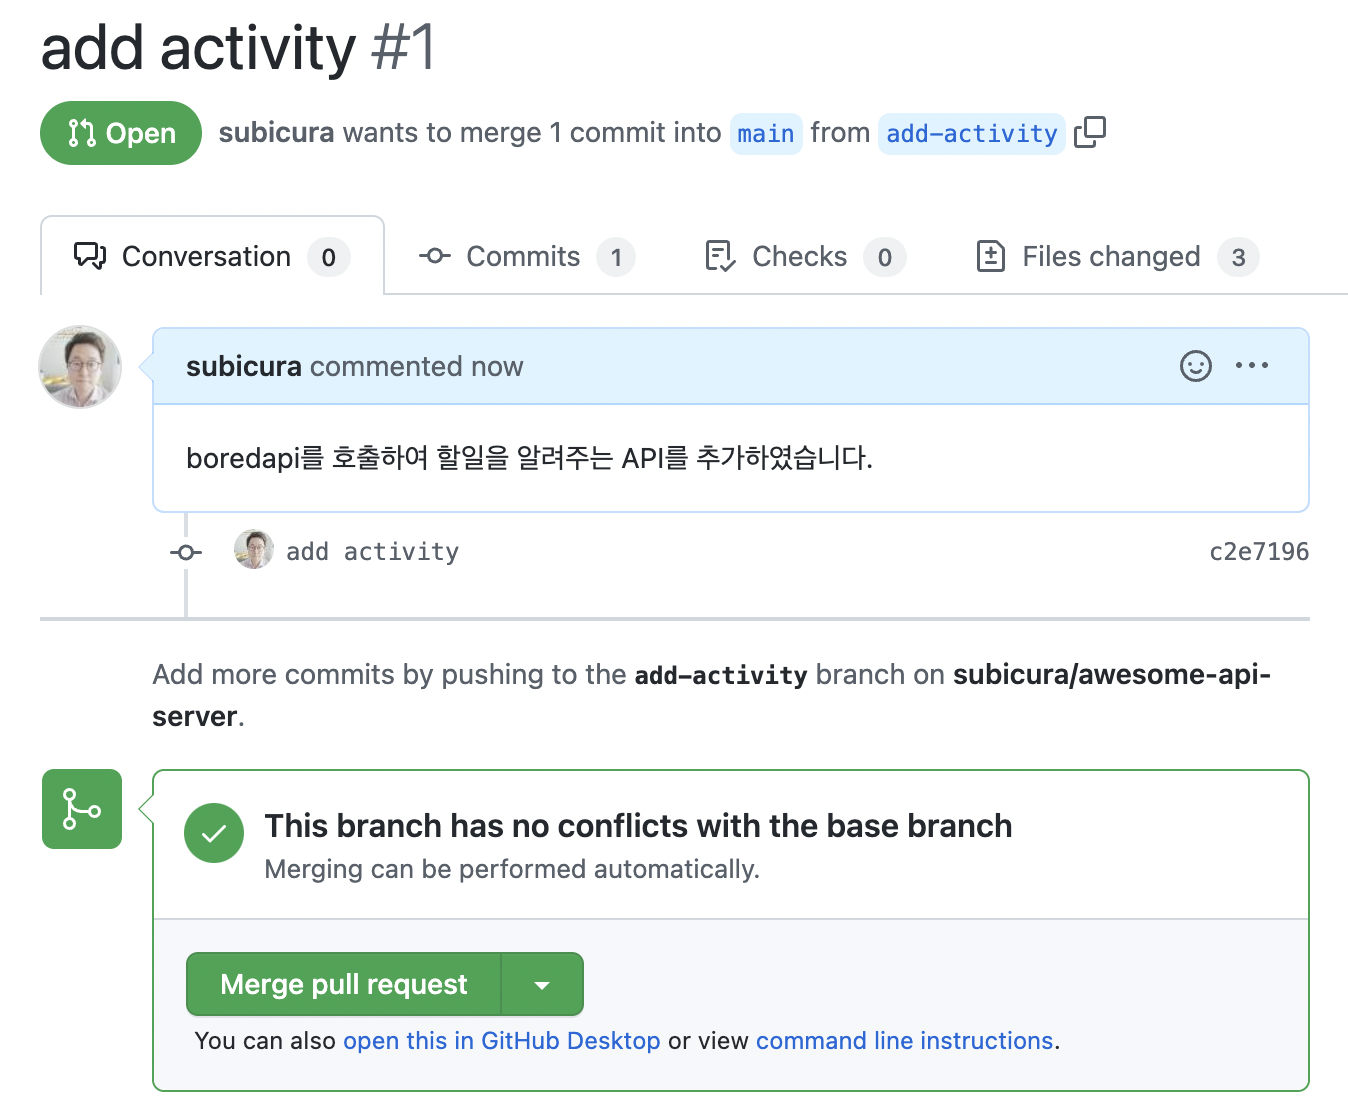 add activity #1
Open subicura wants to merge 1 commit into main from add-activity
Conversation 0 Commits 1 Checks 0 Files changed 3
subicura commented now
boredapi를 호출하여 할일을 알려주는 API를 추가하였습니다.
add activity c2e7196
Add more commits by pushing to the add-activity branch on subicura/awesome-api-
server.
This branch has no conflicts with the base branch
Merging can be performed automatically.
Merge pull request
You can also open this in GitHub Desktop or view command line instructions.